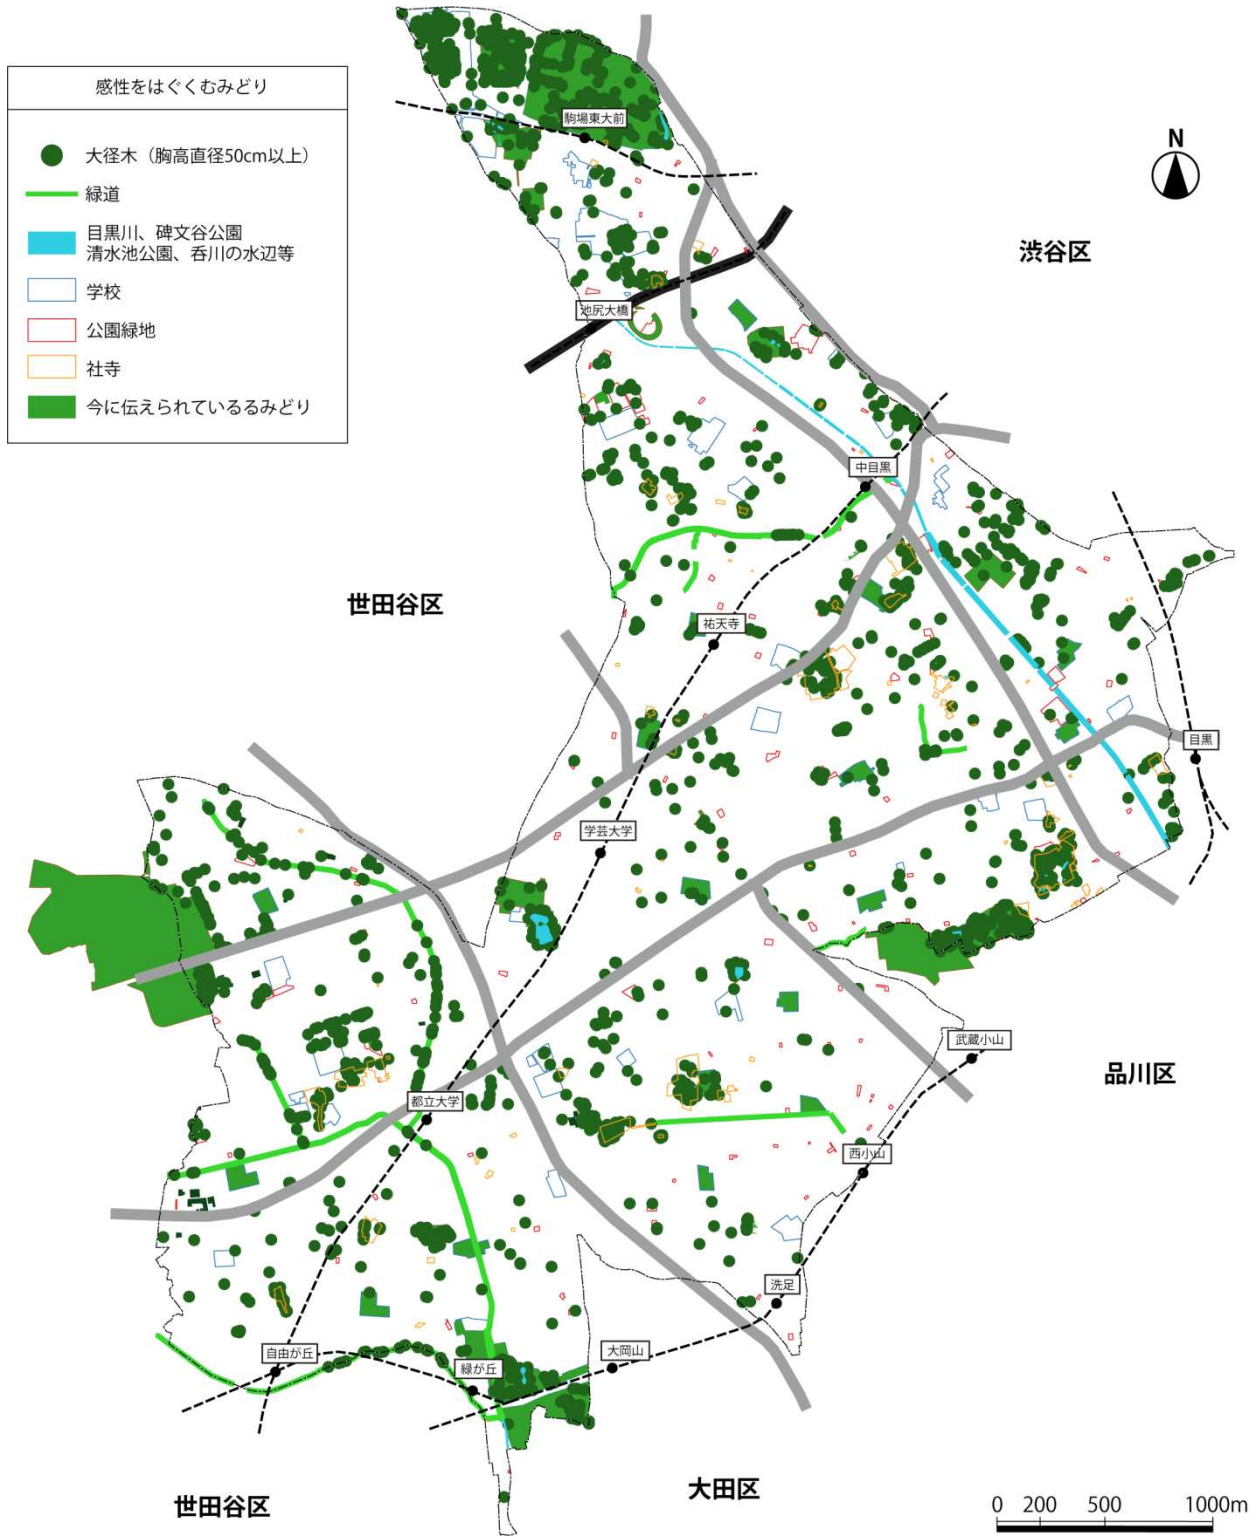 感性をはぐくむみどり
大径木（胸高直径50cm以上）
緑道
目黒川、碑文谷公園
清水池公園、呑川の水辺等
学校
公園緑地
社寺
今に伝えられているるみどり
駒場東大前
N
渋谷区
池尻大橋
中目黒
世田谷区
祐天寺
目黒
学芸大学
武蔵小山
品川区
都立大学
西小山
洗足
自由が丘
緑が丘
大岡山
大田区
世田谷区
0 200 500 1000m